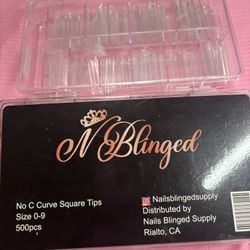 N Blinged
No C Curve Square Tips
Size 0-9
500pcs
Nailsblingedsupply
Distributed by
Nails Blinged Supply
Rialto, CA